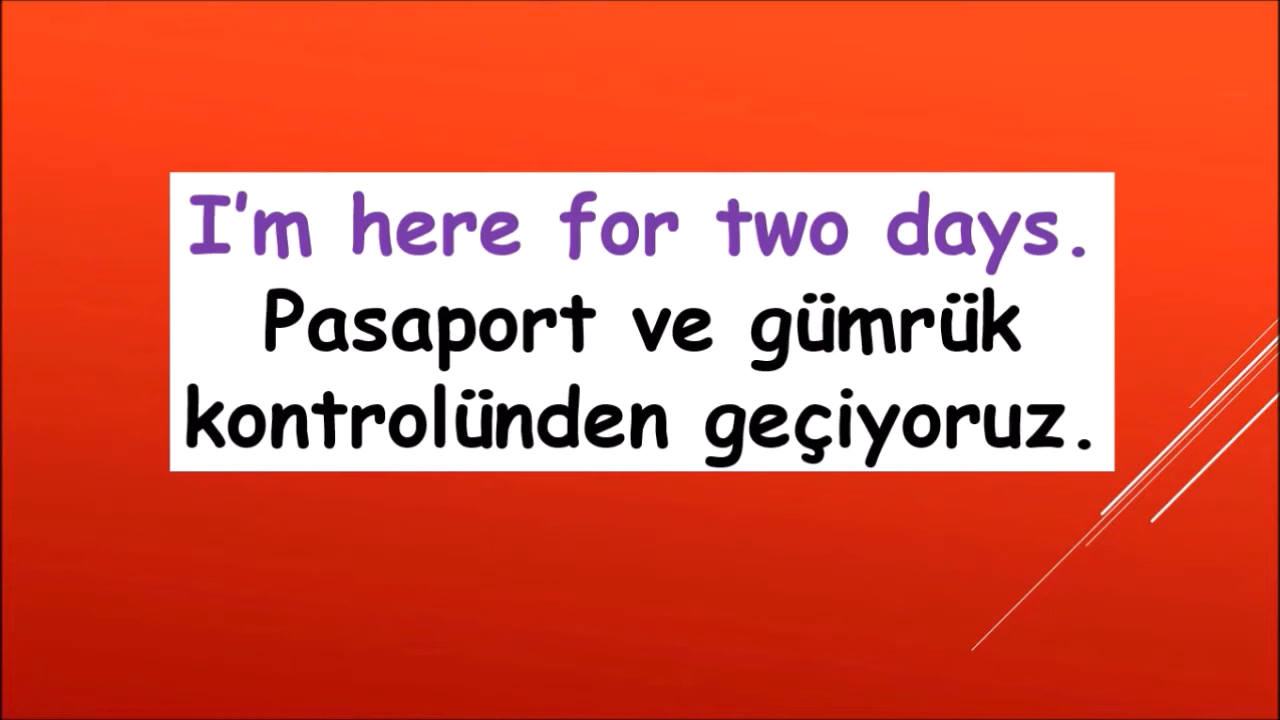 I'm here for two days.
Pasaport ve gümrük
kontrolünden geçiyoruz.